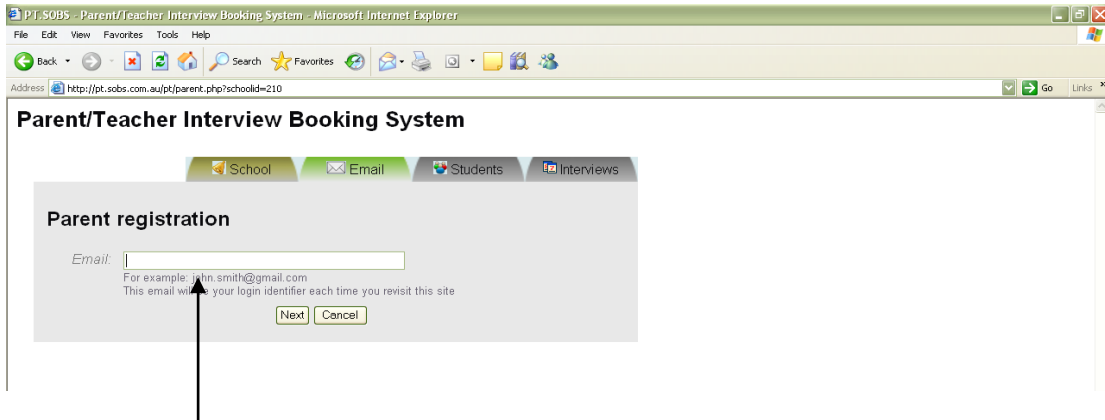 PT.SOBS - Parent/Teacher Interview Booking System - Microsoft Internet Explorer
File Edit View Favorites Tools Help
Back Search Favorites
Address http://pt.sobs.com.au/pt/parent.php?schoolid=210 Go Links »
Parent/Teacher Interview Booking System
School Email Students Interviews
Parent registration
Email:
For example: john.smith@gmail.com
This email will be your login identifier each time you revisit this site
Next Cancel